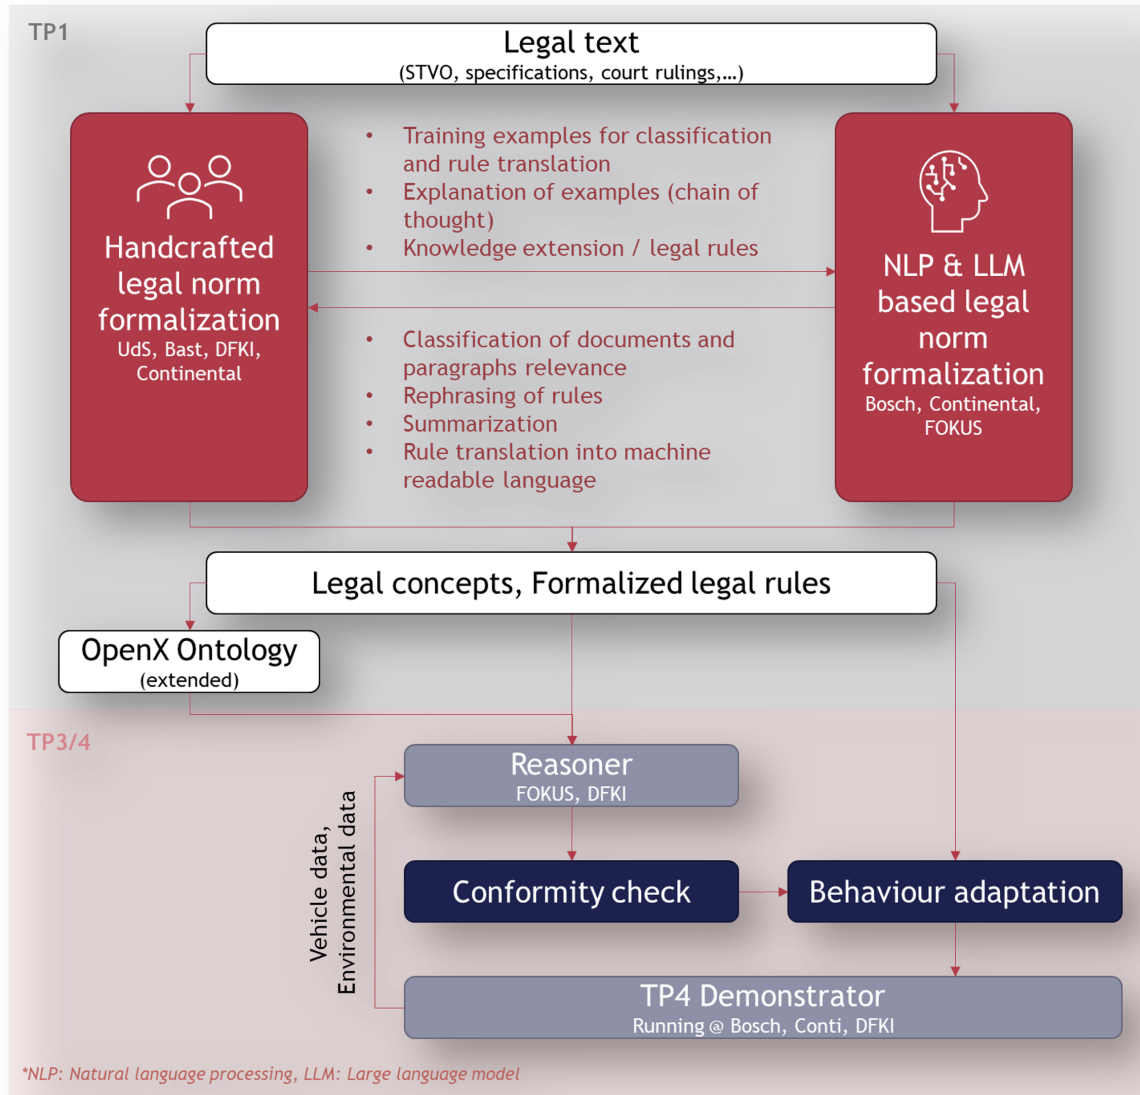 TP1
Legal text
(STVO, specifications, court rulings,…)
Handcrafted
legal norm
formalization
UdS, Bast, DFKI,
Continental
• Training examples for classification
and rule translation
• Explanation of examples (chain of
thought)
• Knowledge extension / legal rules
• Classification of documents and
paragraphs relevance
• Rephrasing of rules
• Summarization
• Rule translation into machine
readable language
NLP & LLM
based legal
norm
formalization
Bosch, Continental,
FOKUS
Legal concepts, Formalized legal rules
OpenX Ontology
(extended)
TP3/4
Reasoner
FOKUS, DFKI
Vehicle data,
Environmental data
Conformity check
Behaviour adaptation
TP4 Demonstrator
Running @ Bosch, Conti, DFKI
*NLP: Natural language processing, LLM: Large language model